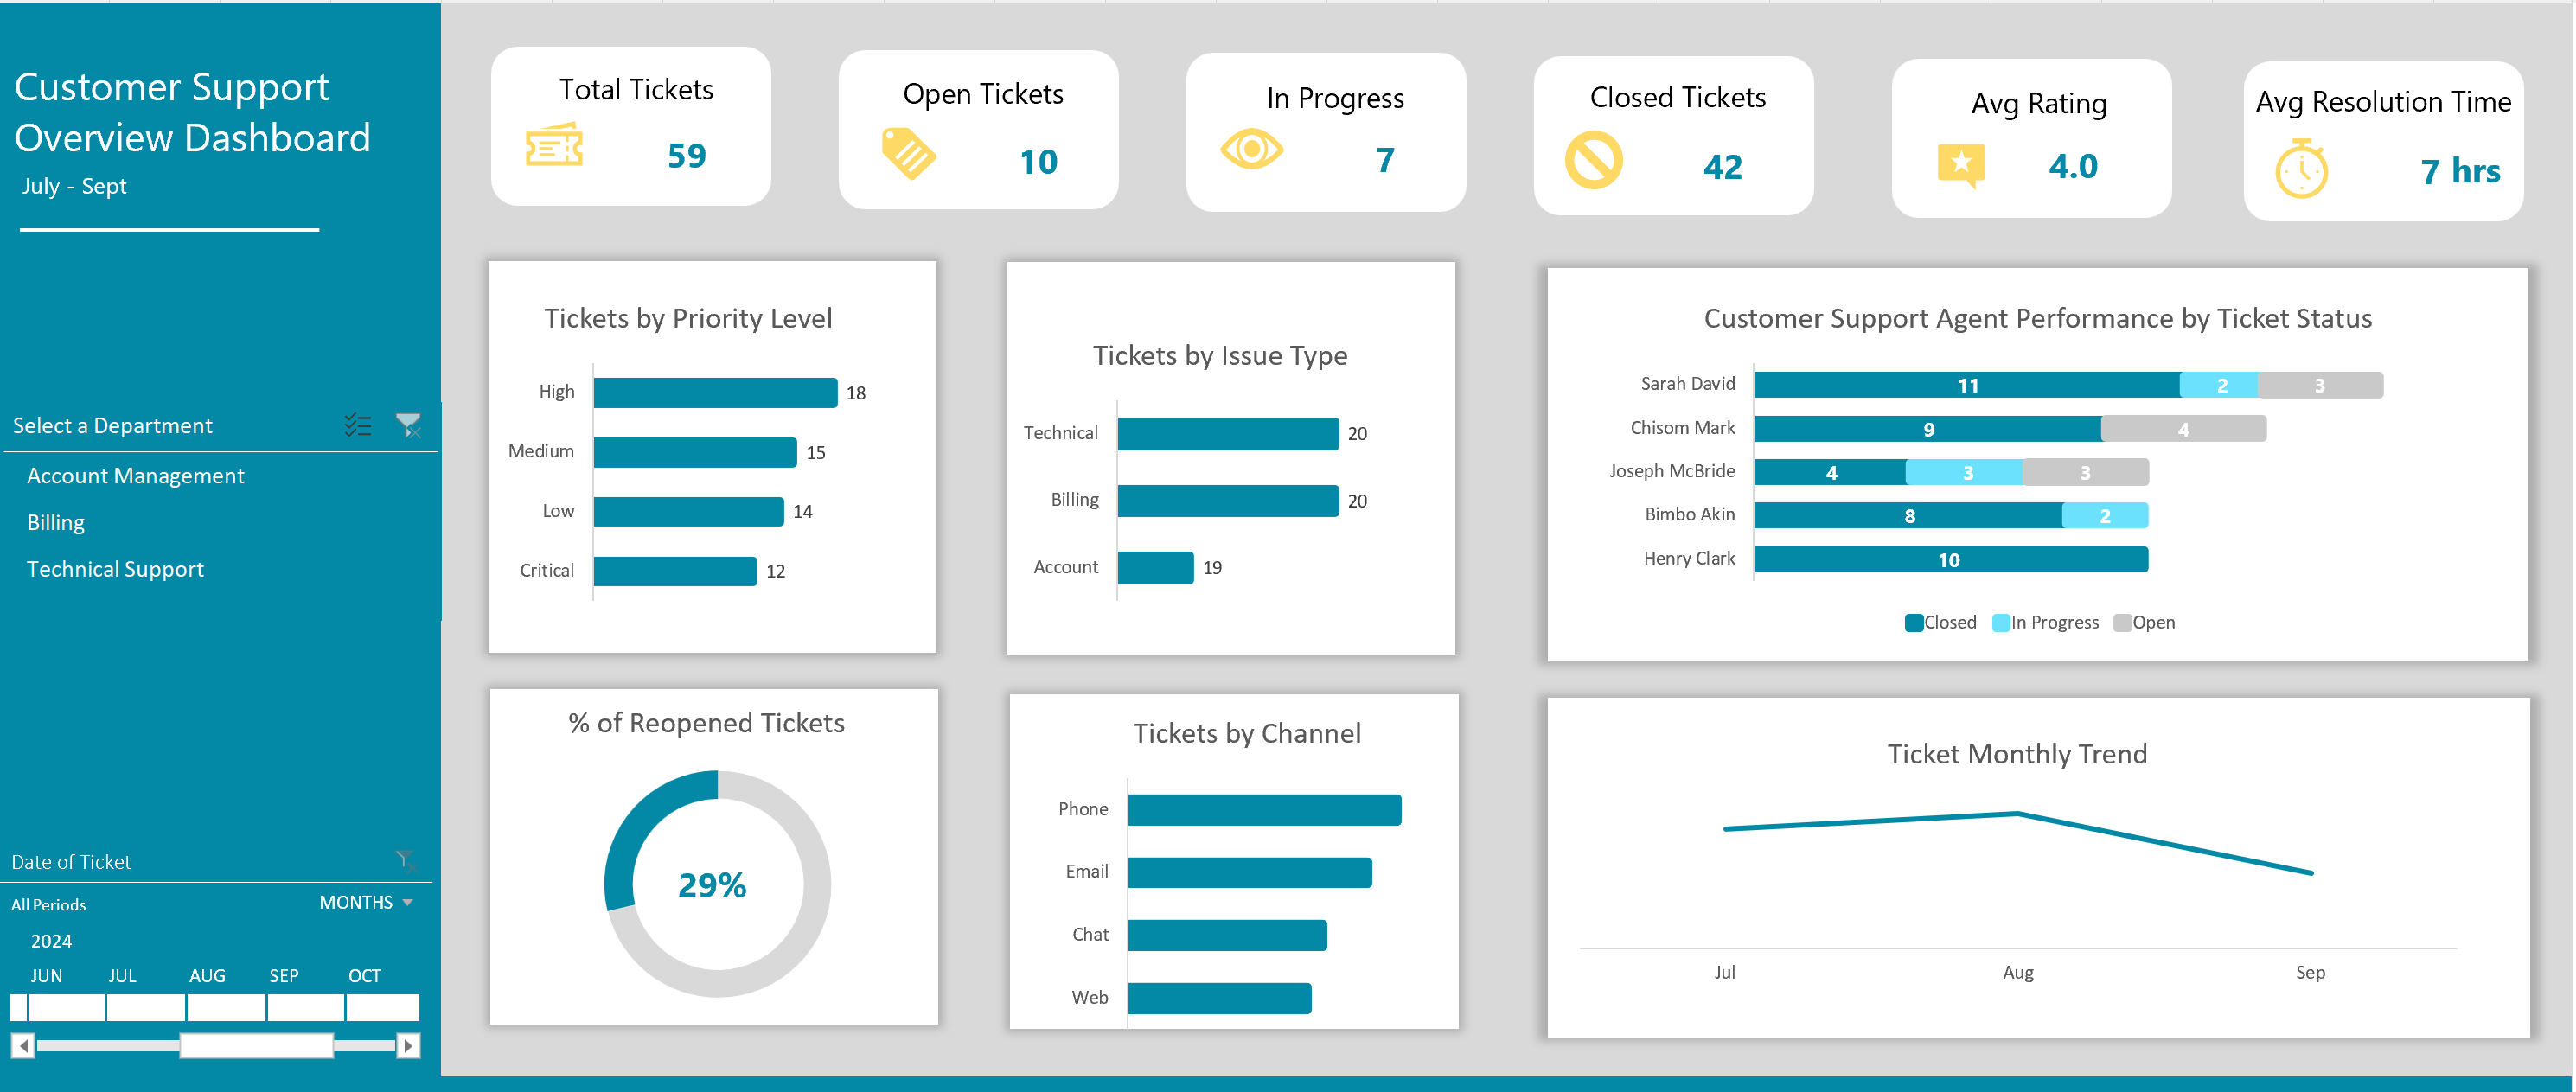 Customer Support
Overview Dashboard
July - Sept
Select a Department
Account Management
Billing
Technical Support
Date of Ticket
All Periods
MONTHS
2024
JUN JUL AUG SEP OCT
Total Tickets
59
Open Tickets
10
In Progress
7
Closed Tickets
42
Avg Rating
4.0
Avg Resolution Time
7 hrs
Tickets by Priority Level
High 18
Medium 15
Low 14
Critical 12
Tickets by Issue Type
Technical 20
Billing 20
Account 19
Customer Support Agent Performance by Ticket Status
Sarah David 11 2 3
Chisom Mark 9 4
Joseph McBride 4 3 3
Bimbo Akin 8 2
Henry Clark 10
Closed In Progress Open
% of Reopened Tickets
29%
Tickets by Channel
Phone
Email
Chat
Web
Ticket Monthly Trend
Jul Aug Sep